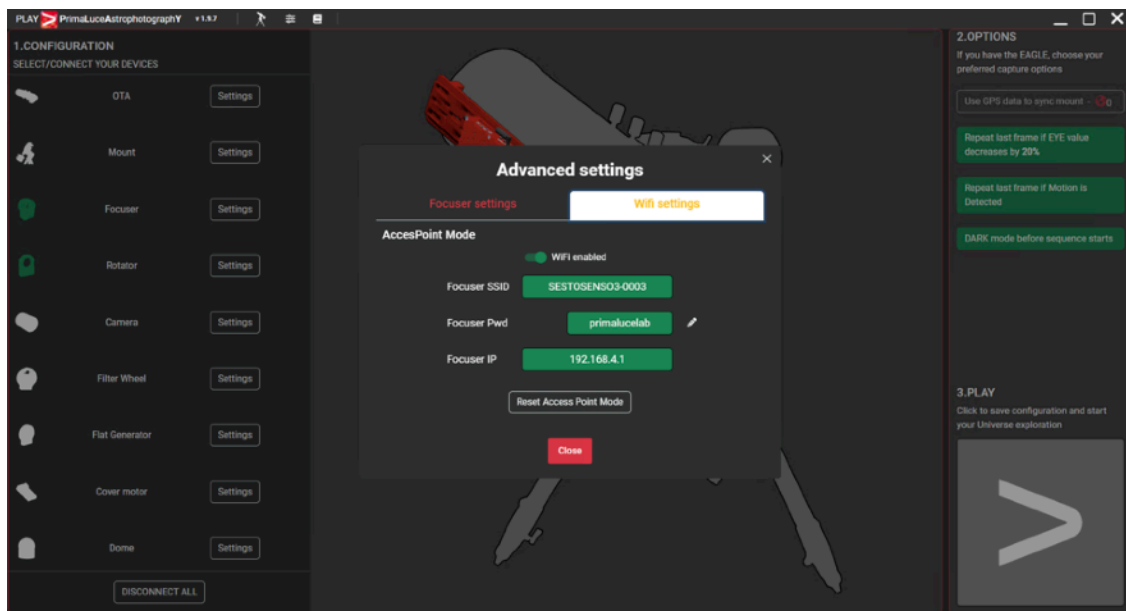 PLAY PrimaLuceAstrophotographY v1.9.7
1.CONFIGURATION
SELECT/CONNECT YOUR DEVICES
OTA Settings
Mount Settings
Focuser Settings
Rotator Settings
Camera Settings
Filter Wheel Settings
Flat Generator Settings
Cover motor Settings
Dome Settings
DISCONNECT ALL
Advanced settings
Focuser settings Wifi settings
AccesPoint Mode
WiFi enabled
Focuser SSID SESTOSENSO3-0003
Focuser Pwd primalucelab
Focuser IP 192.168.4.1
Reset Access Point Mode
Close
2.OPTIONS
If you have the EAGLE, choose your
preferred capture options
Use GPS data to sync mount -
Repeat last frame if EYE value
decreases by 20%
Repeat last frame if Motion is
Detected
DARK mode before sequence starts
3.PLAY
Click to save configuration and start
your Universe exploration